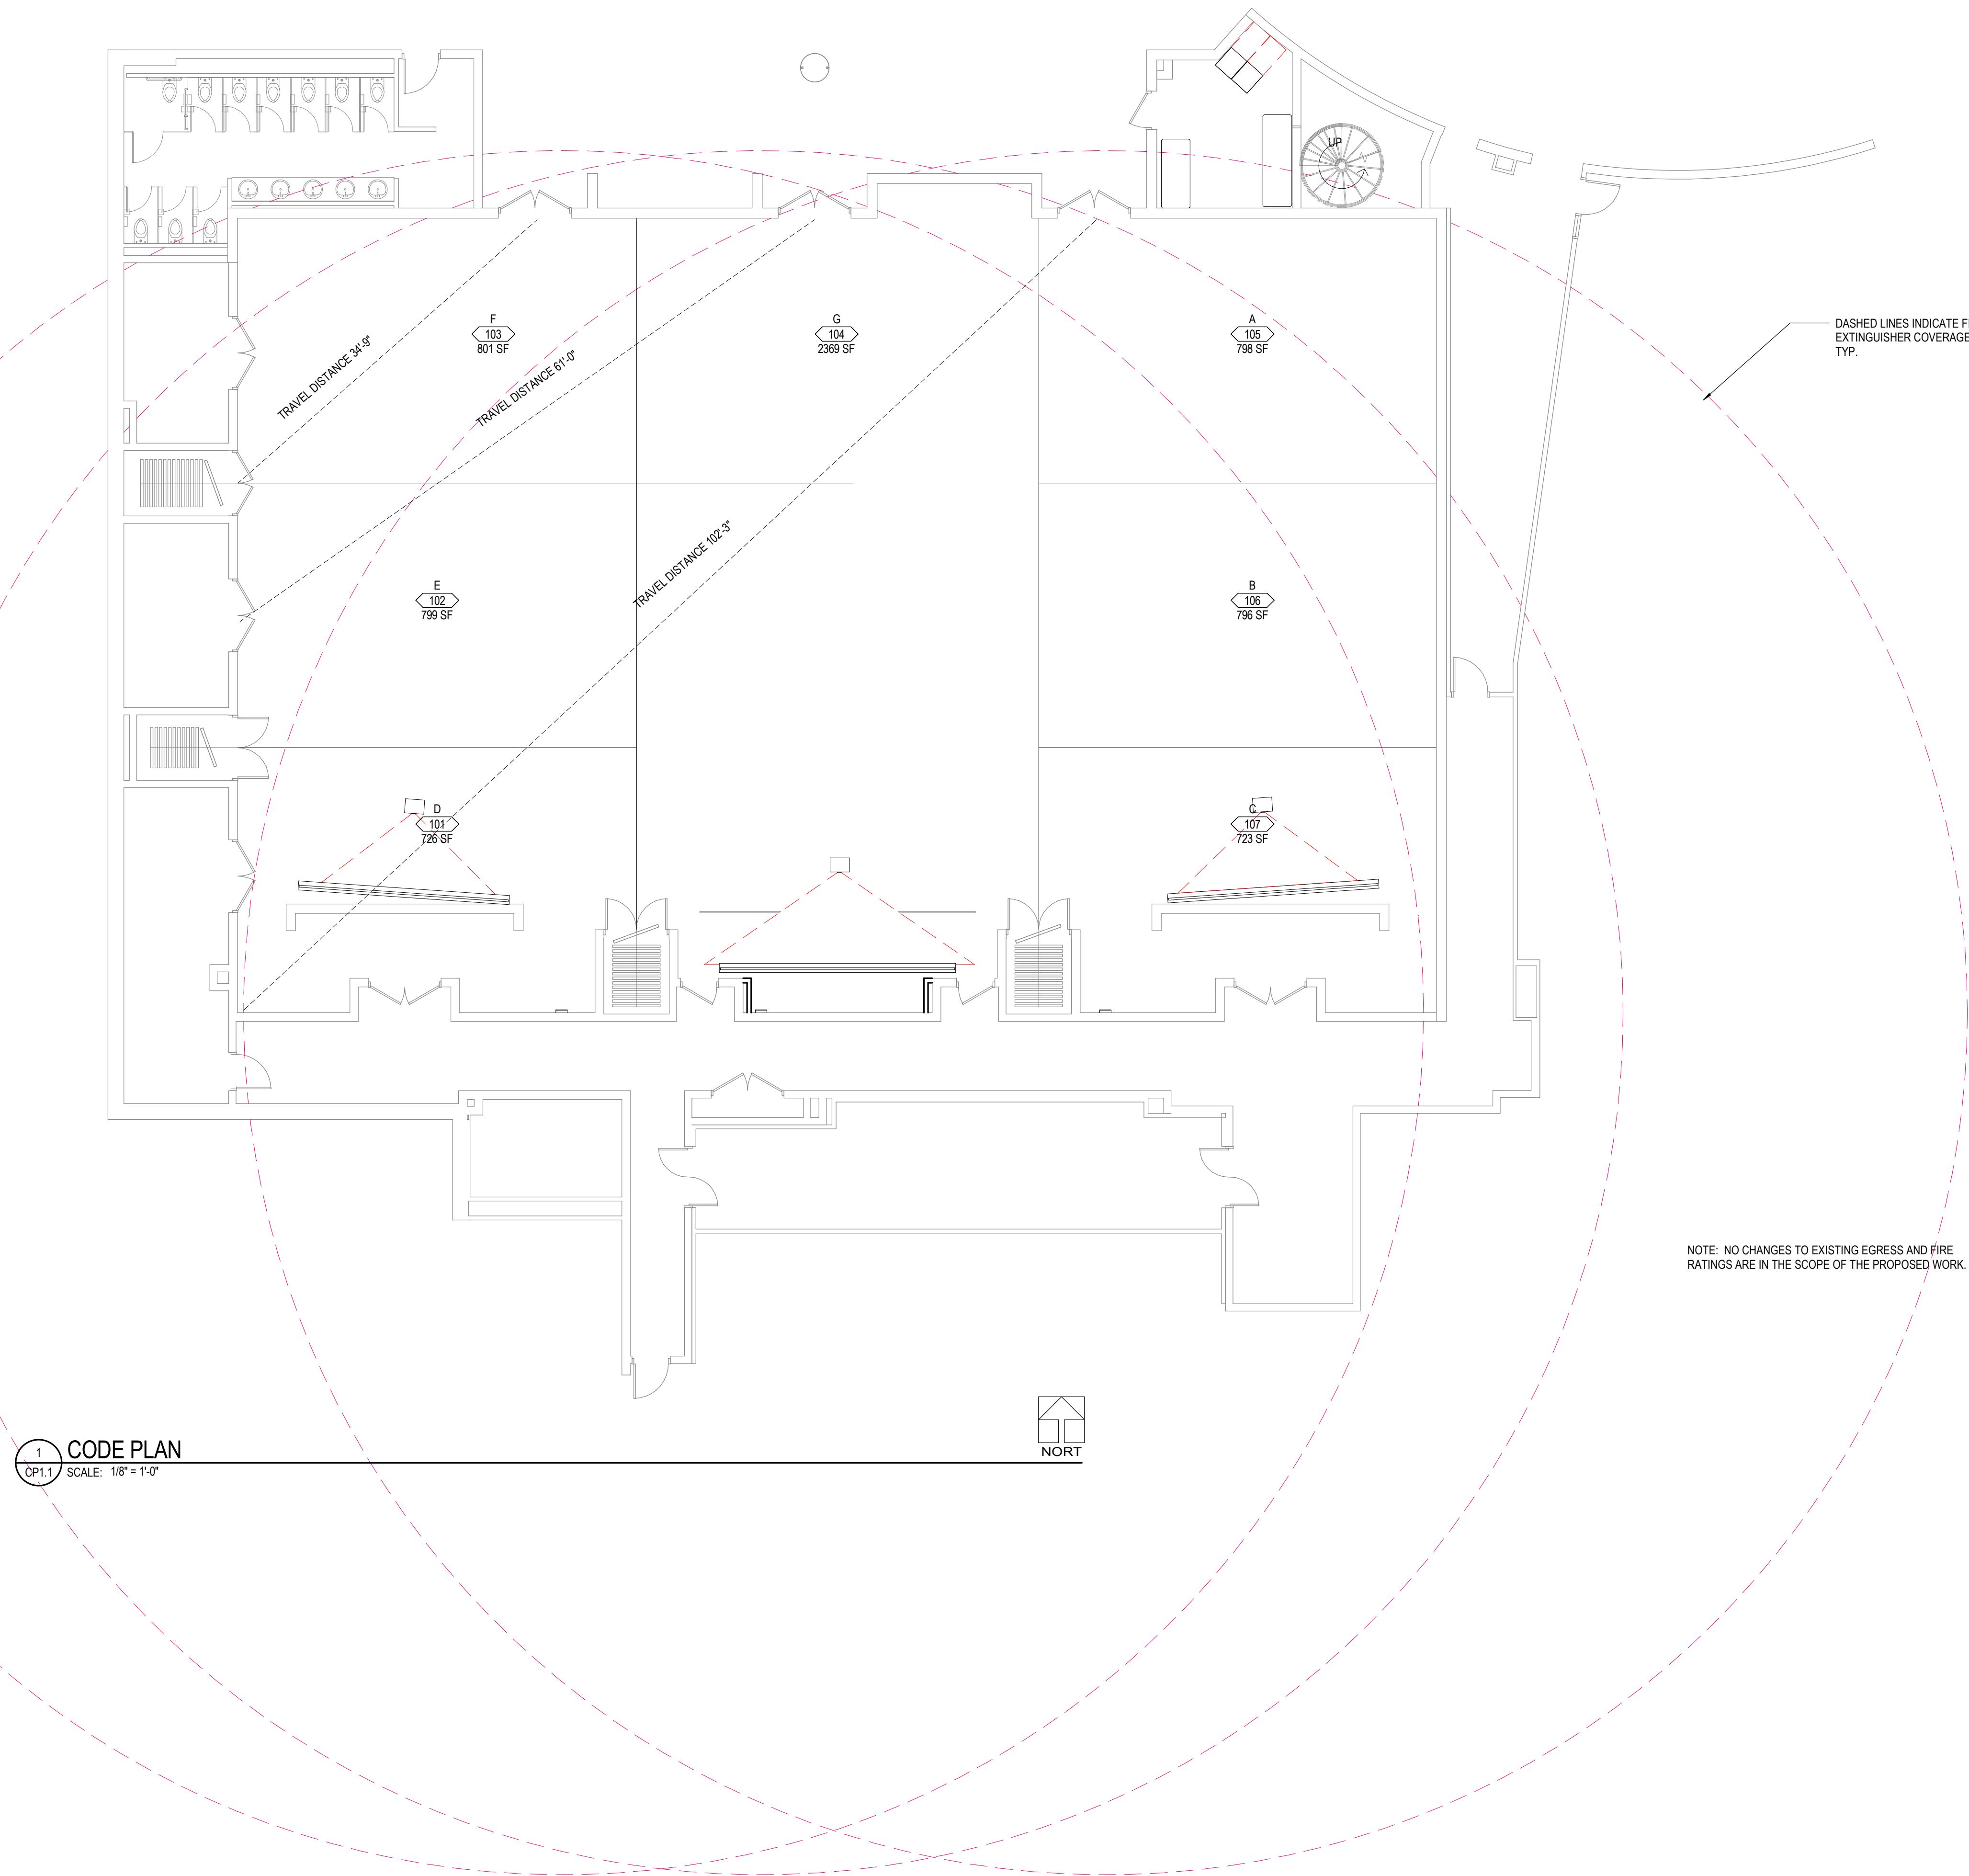 UP
F
103
801 SF
G
104
2369 SF
A
105
798 SF
DASHED LINES INDICATE
EXTINGUISHER COVERAGE
TYP.
TRAVEL DISTANCE 34'-9"
TRAVEL DISTANCE 61'-0"
TRAVEL DISTANCE 102'-3"
E
102
799 SF
B
106
796 SF
D
101
726 SF
C
107
723 SF
NOTE: NO CHANGES TO EXISTING EGRESS AND FIRE
RATINGS ARE IN THE SCOPE OF THE PROPOSED WORK.
NORT
1
CODE PLAN
CP1.1
SCALE: 1/8" = 1'-0"